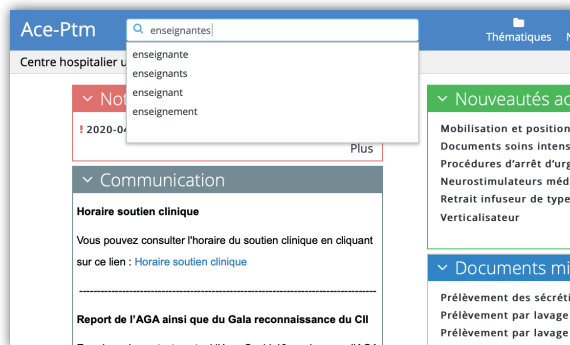 Ace-Ptm
enseignantes
Thématiques
Centre hospitalier u
enseignante
enseignants
enseignant
enseignement
Not
! 2020-04
Plus
Communication
Horaire soutien clinique
Vous pouvez consulter l'horaire du soutien clinique en cliquant
sur ce lien : Horaire soutien clinique
--------------------------------------------------------------------------------
Report de l'AGA ainsi que du Gala reconnaissance du CII
Nouveautés ac
Mobilisation et position
Documents soins intens
Procédures d'arrêt d'urg
Neurostimulateurs méd
Retrait infuseur de type
Verticalisateur
Documents mi
Prélèvement des sécréti
Prélèvement par lavage
Prélèvement par lavage